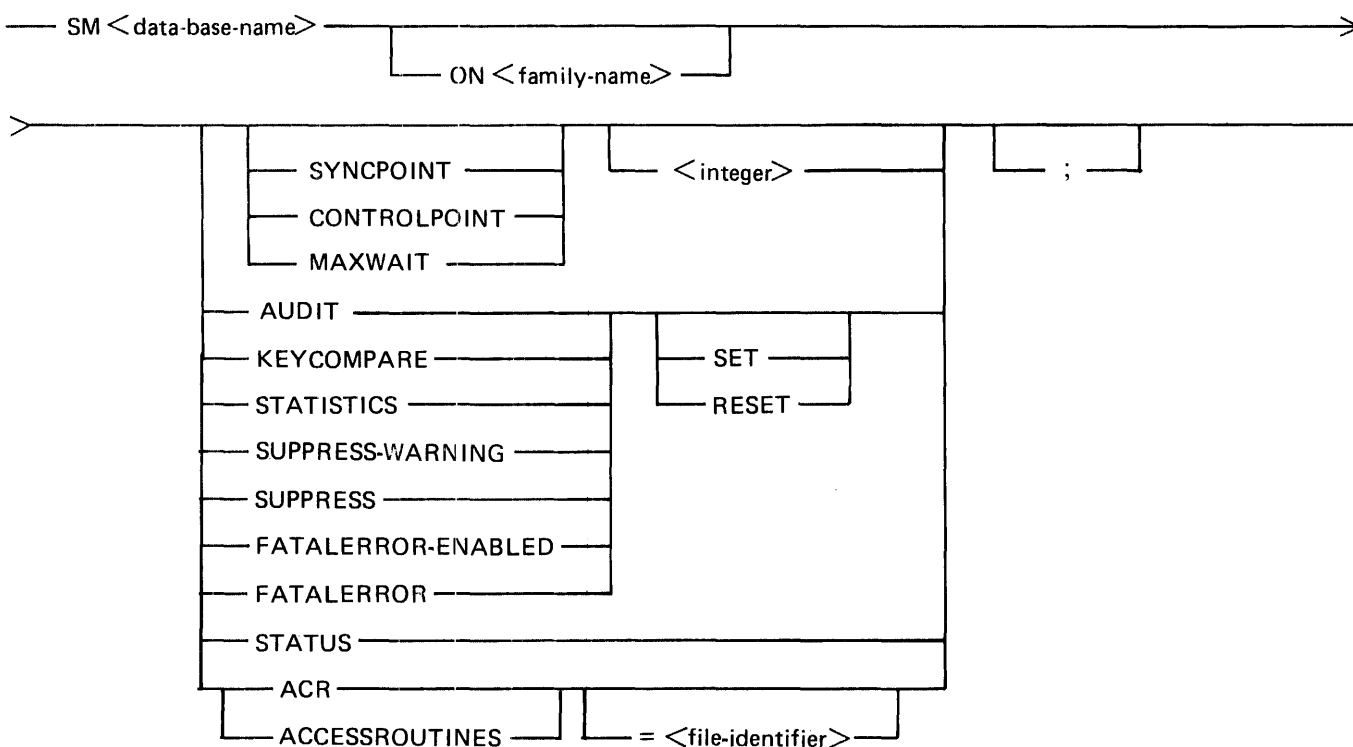 SM <data-base-name>
ON <family-name>
SYNCPOINT
<integer>
;
CONTROLPOINT
MAXWAIT
AUDIT
KEYCOMPARE
SET
STATISTICS
RESET
SUPPRESS-WARNING
SUPPRESS
FATALERROR-ENABLED
FATALERROR
STATUS
ACR
ACCESSROUTINES
= <file-identifier>